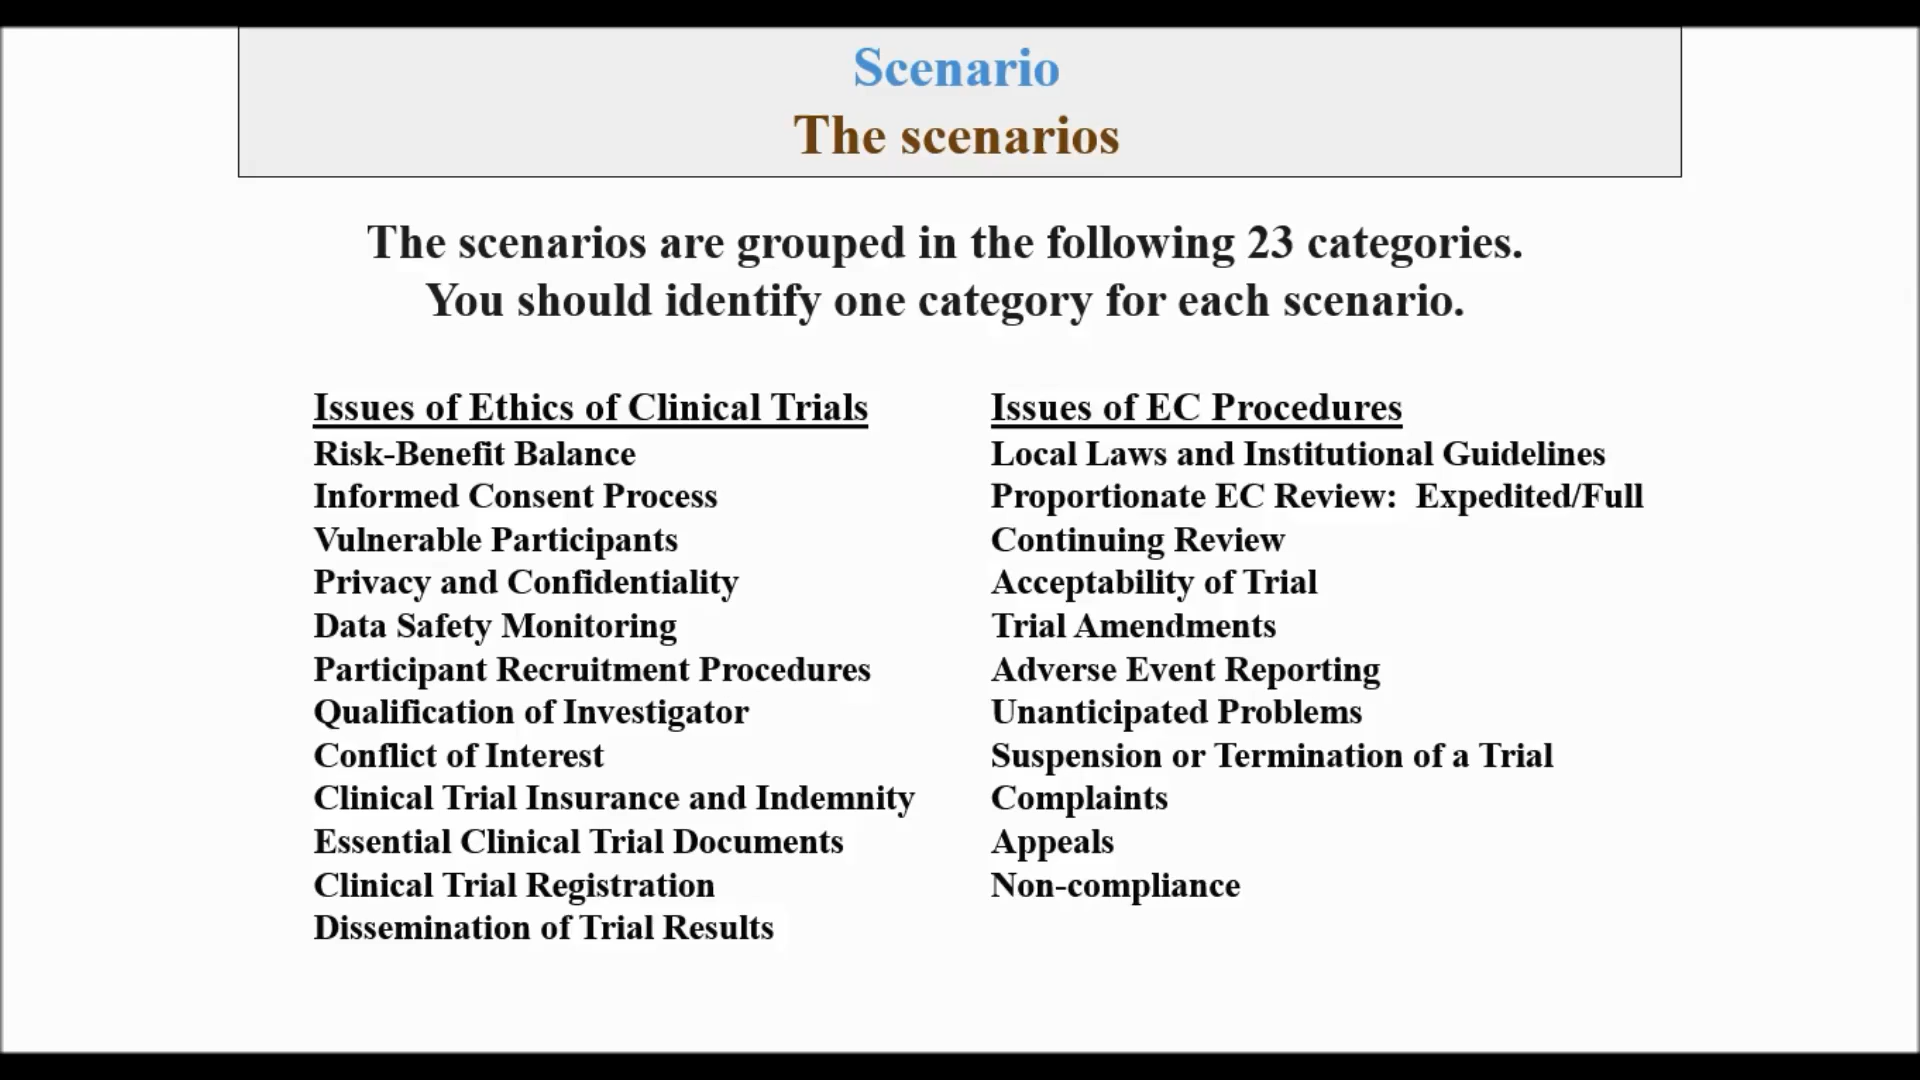 Scenario
The scenarios
The scenarios are grouped in the following 23 categories.
You should identify one category for each scenario.
Issues of Ethics of Clinical Trials
Risk-Benefit Balance
Informed Consent Process
Vulnerable Participants
Privacy and Confidentiality
Data Safety Monitoring
Participant Recruitment Procedures
Qualification of Investigator
Conflict of Interest
Clinical Trial Insurance and Indemnity
Essential Clinical Trial Documents
Clinical Trial Registration
Dissemination of Trial Results
Issues of EC Procedures
Local Laws and Institutional Guidelines
Proportionate EC Review: Expedited/Full
Continuing Review
Acceptability of Trial
Trial Amendments
Adverse Event Reporting
Unanticipated Problems
Suspension or Termination of a Trial
Complaints
Appeals
Non-compliance